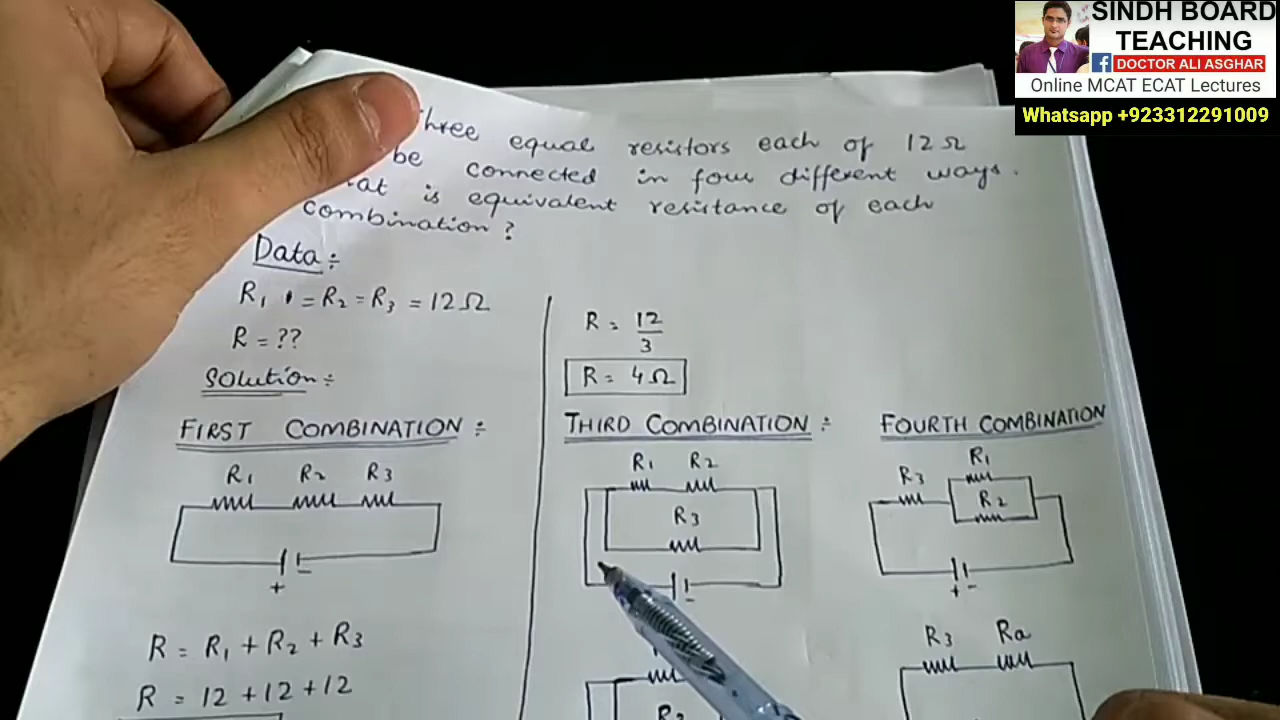 SINDH BOARD
TEACHING
f DOCTOR ALI ASGHAR
Online MCAT ECAT Lectures
Whatsapp +923312291009
Three equal resistors each of 12Ω
be connected in four different ways.
is equivalent resistance of each
combination ?
Data:
R₁ = R₂ = R₃ = 12Ω
R = ??
Solution:
FIRST COMBINATION:
R₁ R₂ R₃
+ -
R = R₁ + R₂ + R₃
R = 12 + 12 + 12
R = 12
3
R = 4Ω
THIRD COMBINATION:
R₁ R₂
R₃
-
FOURTH COMBINATION
R₁
R₃
R₂
+ -
R₃ Ra